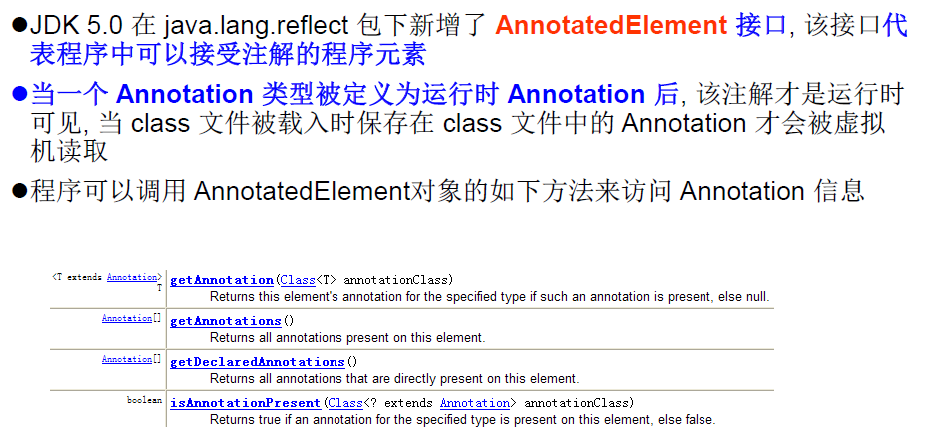 ●JDK 5.0 在 java.lang.reflect 包下新增了 AnnotatedElement 接口, 该接口代
表程序中可以接受注解的程序元素
●当一个 Annotation 类型被定义为运行时 Annotation 后, 该注解才是运行时
可见, 当 class 文件被载入时保存在 class 文件中的 Annotation 才会被虚拟
机读取
●程序可以调用 AnnotatedElement对象的如下方法来访问 Annotation 信息
<T extends Annotation> getAnnotation(Class<T> annotationClass)
T Returns this element's annotation for the specified type if such an annotation is present, else null.
Annotation[] getAnnotations()
Returns all annotations present on this element.
Annotation[] getDeclaredAnnotations()
Returns all annotations that are directly present on this element.
boolean isAnnotationPresent(Class<? extends Annotation> annotationClass)
Returns true if an annotation for the specified type is present on this element, else false.